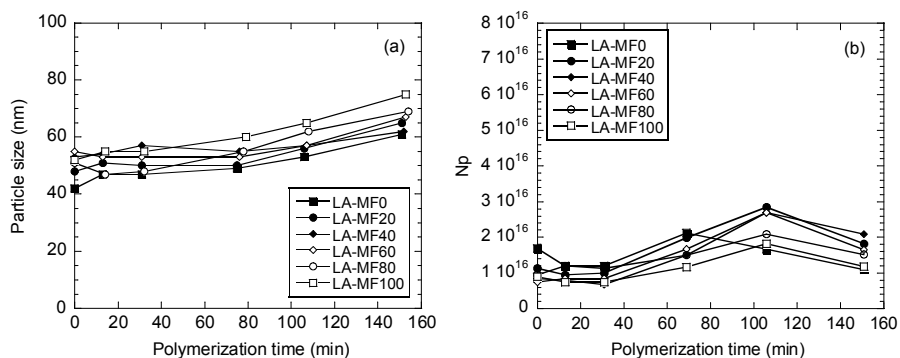 100
80
60
40
20
0
Particle size (nm)
(a)
LA-MF0
LA-MF20
LA-MF40
LA-MF60
LA-MF80
LA-MF100
0 20 40 60 80 100 120 140 160
Polymerization time (min)
8 10^16
7 10^16
6 10^16
5 10^16
4 10^16
3 10^16
2 10^16
1 10^16
0
Np
(b)
LA-MF0
LA-MF20
LA-MF40
LA-MF60
LA-MF80
LA-MF100
0 20 40 60 80 100 120 140 160
Polymerization time (min)